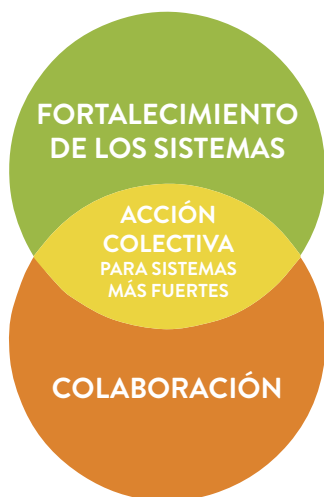 FORTALECIMIENTO
DE LOS SISTEMAS
ACCIÓN
COLECTIVA
PARA SISTEMAS
MÁS FUERTES
COLABORACIÓN